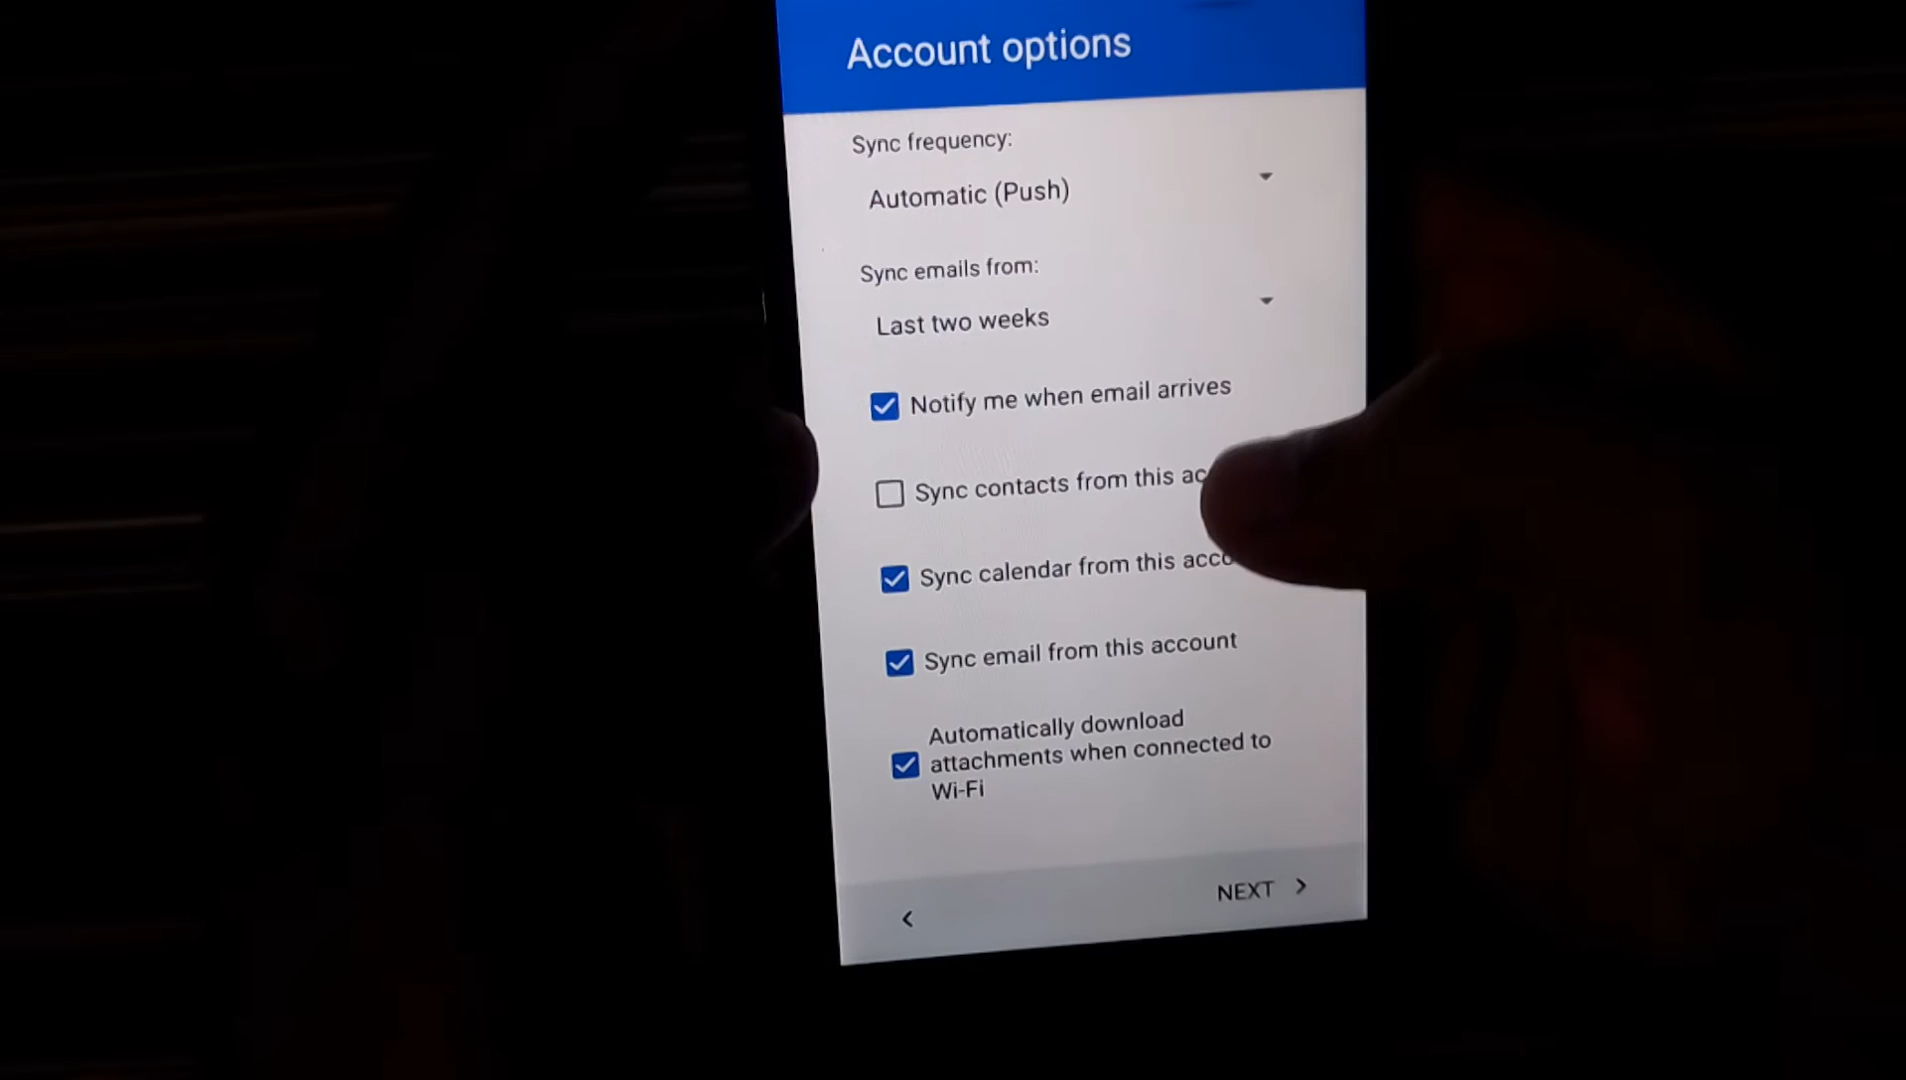 Account options
Sync frequency:
Automatic (Push)
Sync emails from:
Last two weeks
Notify me when email arrives
Sync contacts from this
Sync calendar from this
Sync email from this account
Automatically download
attachments when connected to
Wi-Fi
NEXT